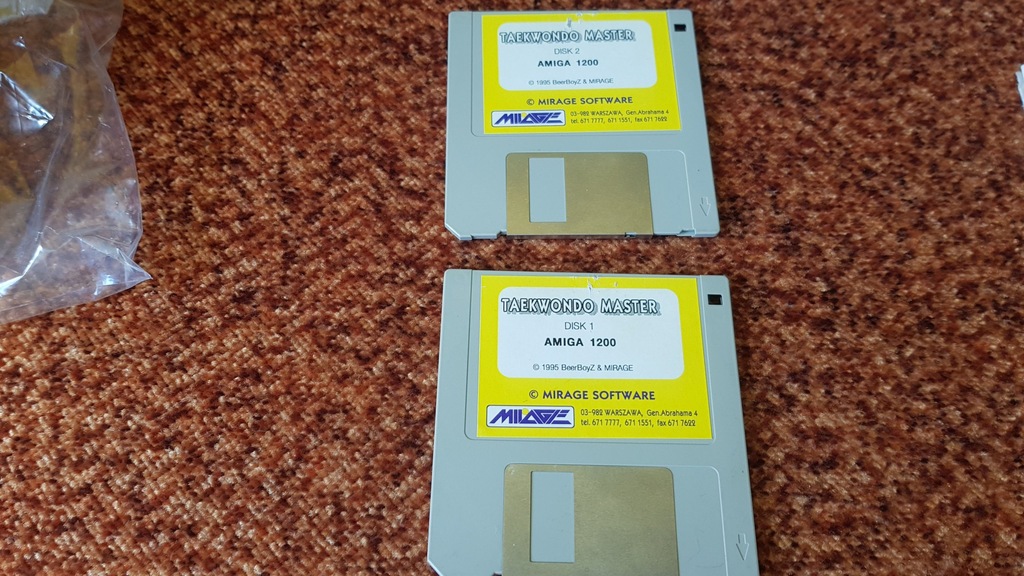 TAEKWONDO MASTER
DISK 2
AMIGA 1200
© 1995 BeerBoyZ & MIRAGE
© MIRAGE SOFTWARE
MIRAGE
03-982 WARSZAWA, Gen.Abrahama 4
tel. 671 7777, 671 1551, fax 671 7622
TAEKWONDO MASTER
DISK 1
AMIGA 1200
© 1995 BeerBoyZ & MIRAGE
© MIRAGE SOFTWARE
MIRAGE
03-982 WARSZAWA, Gen.Abrahama 4
tel. 671 7777, 671 1551, fax 671 7622